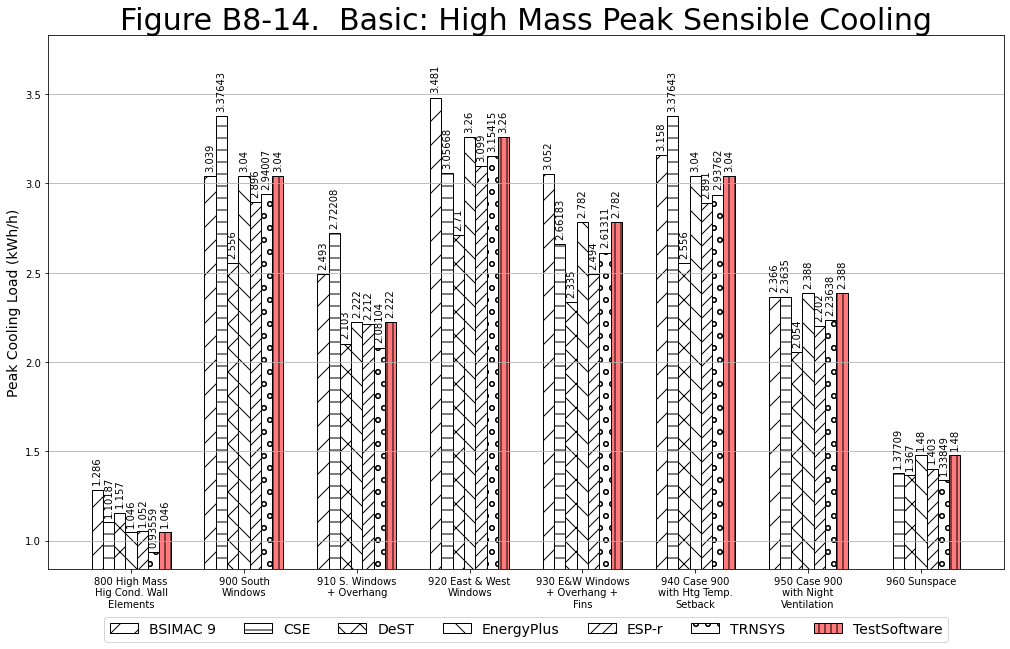 Figure B8-14.  Basic: High Mass Peak Sensible Cooling
Peak Cooling Load (kWh/h)
3.5
3.0
2.5
2.0
1.5
1.0
1.286
1.10187
1.157
1.046
1.052
0.93559
1.046
3.039
3.37643
2.556
3.04
2.896
2.94007
3.04
2.493
2.72208
2.103
2.222
2.212
2.08104
2.222
3.481
3.05668
2.71
3.26
3.099
3.15415
3.26
3.052
2.66183
2.335
2.782
2.494
2.61311
2.782
3.158
3.37643
2.556
3.04
2.891
2.93762
3.04
2.366
2.3635
2.054
2.388
2.202
2.23638
2.388
1.37709
1.367
1.48
1.403
1.33849
1.48
800 High Mass
Hig Cond. Wall
Elements
900 South
Windows
910 S. Windows
+ Overhang
920 East & West
Windows
930 E&W Windows
+ Overhang +
Fins
940 Case 900
with Htg Temp.
Setback
950 Case 900
with Night
Ventilation
960 Sunspace
BSIMAC 9 CSE DeST EnergyPlus ESP-r TRNSYS TestSoftware